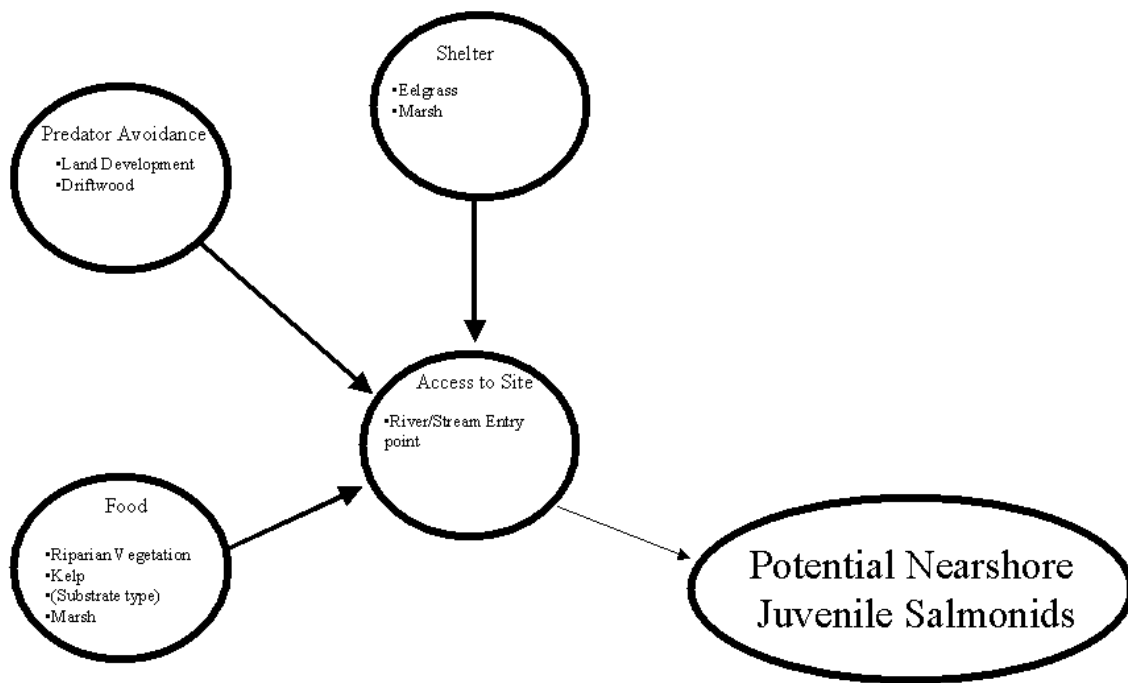 Shelter
▪Eelgrass
▪Marsh
Predator Avoidance
▪Land Development
▪Driftwood
Access to Site
▪River/Stream Entry
point
Food
▪Riparian Vegetation
▪Kelp
▪(Substrate type)
▪Marsh
Potential Nearshore
Juvenile Salmonids